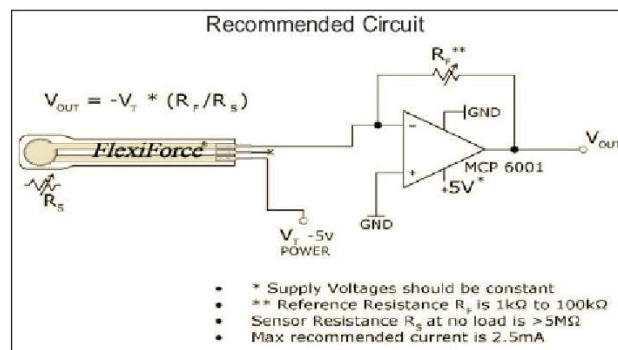 Recommended Circuit
R_F**
V_OUT = -V_T * (R_F/R_S)
GND
FlexiForce®
−
V_OUT
MCP 6001
+
+5V*
R_S
GND
V_T -5v
POWER
• * Supply Voltages should be constant
• ** Reference Resistance R_F is 1kΩ to 100kΩ
• Sensor Resistance R_S at no load is >5MΩ
• Max recommended current is 2.5mA